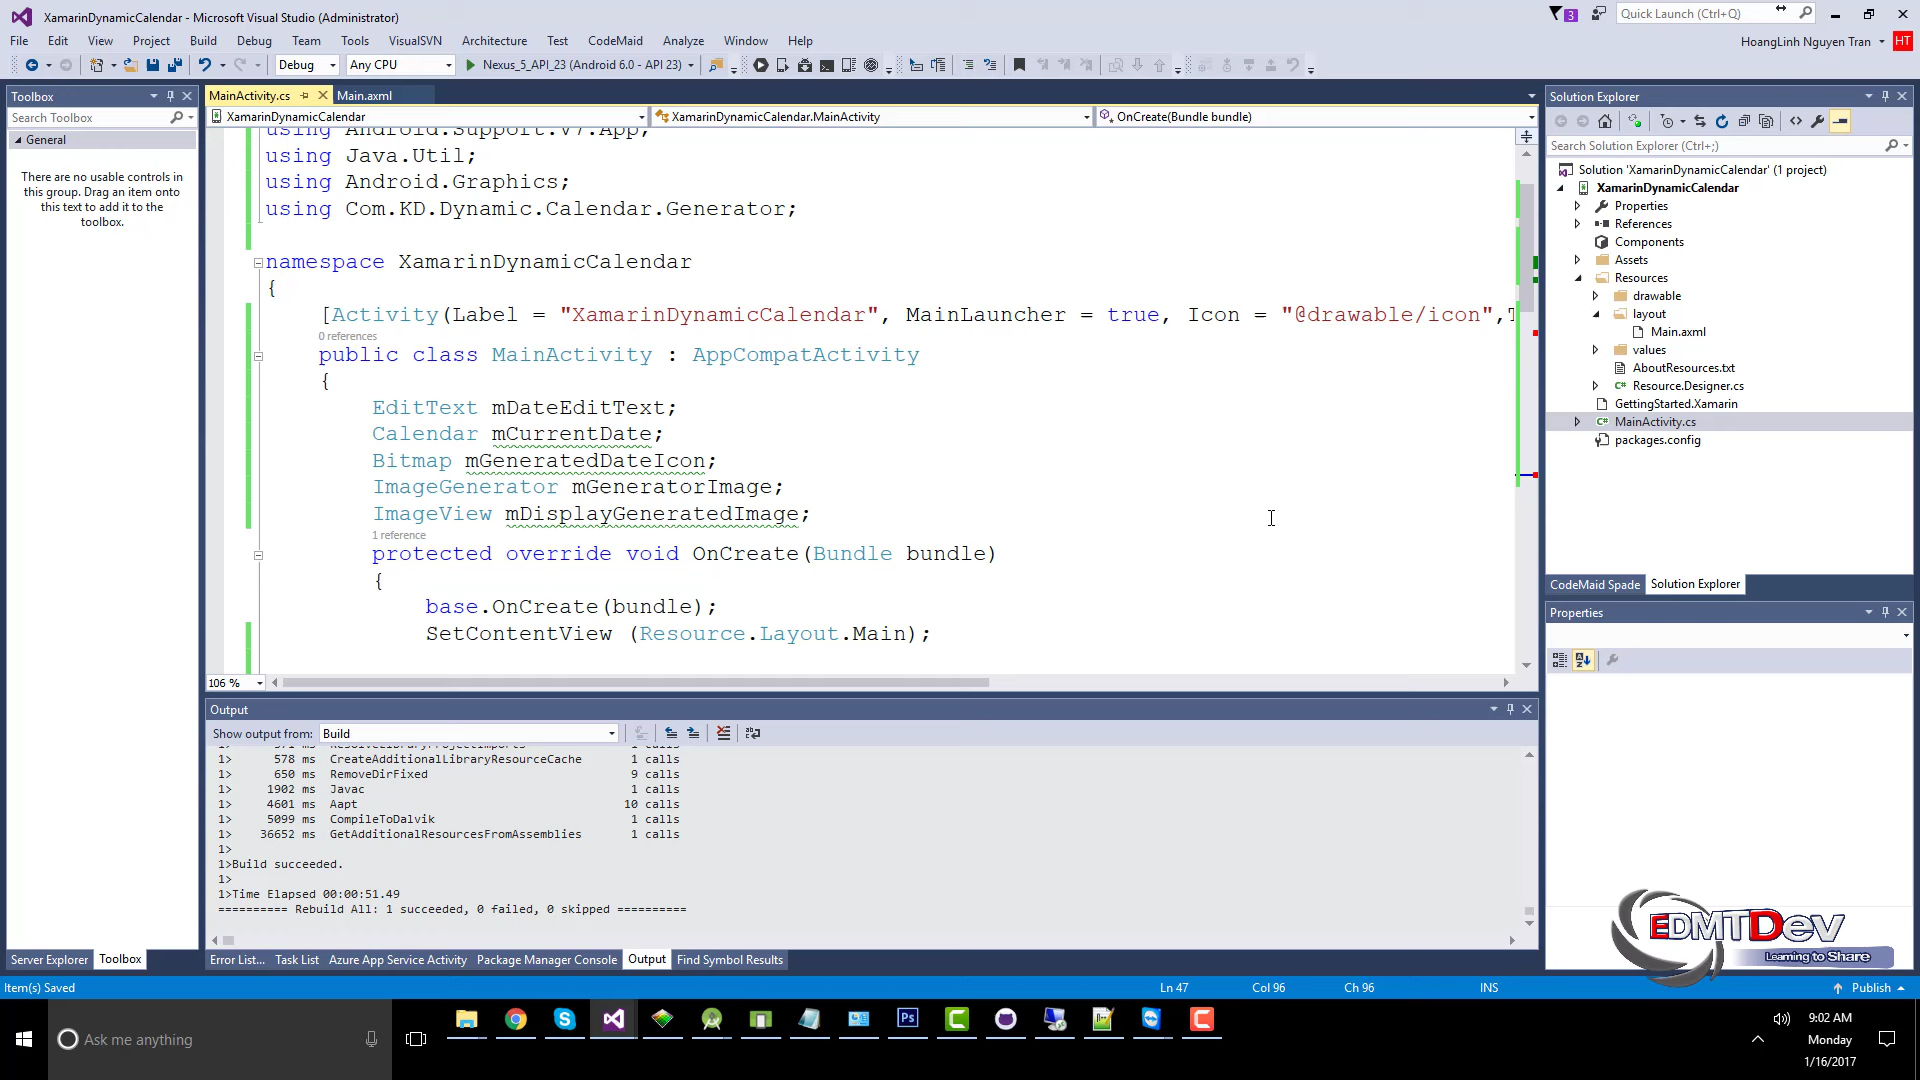 XamarinDynamicCalendar - Microsoft Visual Studio (Administrator)
3
Quick Launch (Ctrl+Q)
File Edit View Project Build Debug Team Tools VisualSVN Architecture Test CodeMaid Analyze Window Help
HoangLinh Nguyen Tran
HT
Debug
Any CPU
Nexus_5_API_23 (Android 6.0 - API 23)
Toolbox
Search Toolbox
General
There are no usable controls in
this group. Drag an item onto
this text to add it to the
toolbox.
Server Explorer
Toolbox
MainActivity.cs
Main.axml
XamarinDynamicCalendar
XamarinDynamicCalendar.MainActivity
OnCreate(Bundle bundle)
using Android.Support.V7.App;
using Java.Util;
using Android.Graphics;
using Com.KD.Dynamic.Calendar.Generator;
namespace XamarinDynamicCalendar
{
[Activity(Label = "XamarinDynamicCalendar", MainLauncher = true, Icon = "@drawable/icon",
0 references
public class MainActivity : AppCompatActivity
{
EditText mDateEditText;
Calendar mCurrentDate;
Bitmap mGeneratedDateIcon;
ImageGenerator mGeneratorImage;
ImageView mDisplayGeneratedImage;
1 reference
protected override void OnCreate(Bundle bundle)
{
base.OnCreate(bundle);
SetContentView (Resource.Layout.Main);
106 %
Output
Show output from:
Build
1> 578 ms CreateAdditionalLibraryResourceCache 1 calls
1> 650 ms RemoveDirFixed 9 calls
1> 1902 ms Javac 1 calls
1> 4601 ms Aapt 10 calls
1> 5099 ms CompileToDalvik 1 calls
1> 36652 ms GetAdditionalResourcesFromAssemblies 1 calls
1>
1>Build succeeded.
1>
1>Time Elapsed 00:00:51.49
========== Rebuild All: 1 succeeded, 0 failed, 0 skipped ==========
Error List...
Task List
Azure App Service Activity
Package Manager Console
Output
Find Symbol Results
Solution Explorer
Search Solution Explorer (Ctrl+;)
Solution 'XamarinDynamicCalendar' (1 project)
XamarinDynamicCalendar
Properties
References
Components
Assets
Resources
drawable
layout
Main.axml
values
AboutResources.txt
Resource.Designer.cs
GettingStarted.Xamarin
MainActivity.cs
packages.config
CodeMaid Spade
Solution Explorer
Properties
EDMTDev
Learning to Share
Item(s) Saved
Ln 47
Col 96
Ch 96
INS
Publish
Ask me anything
Ps
9:02 AM
Monday
1/16/2017